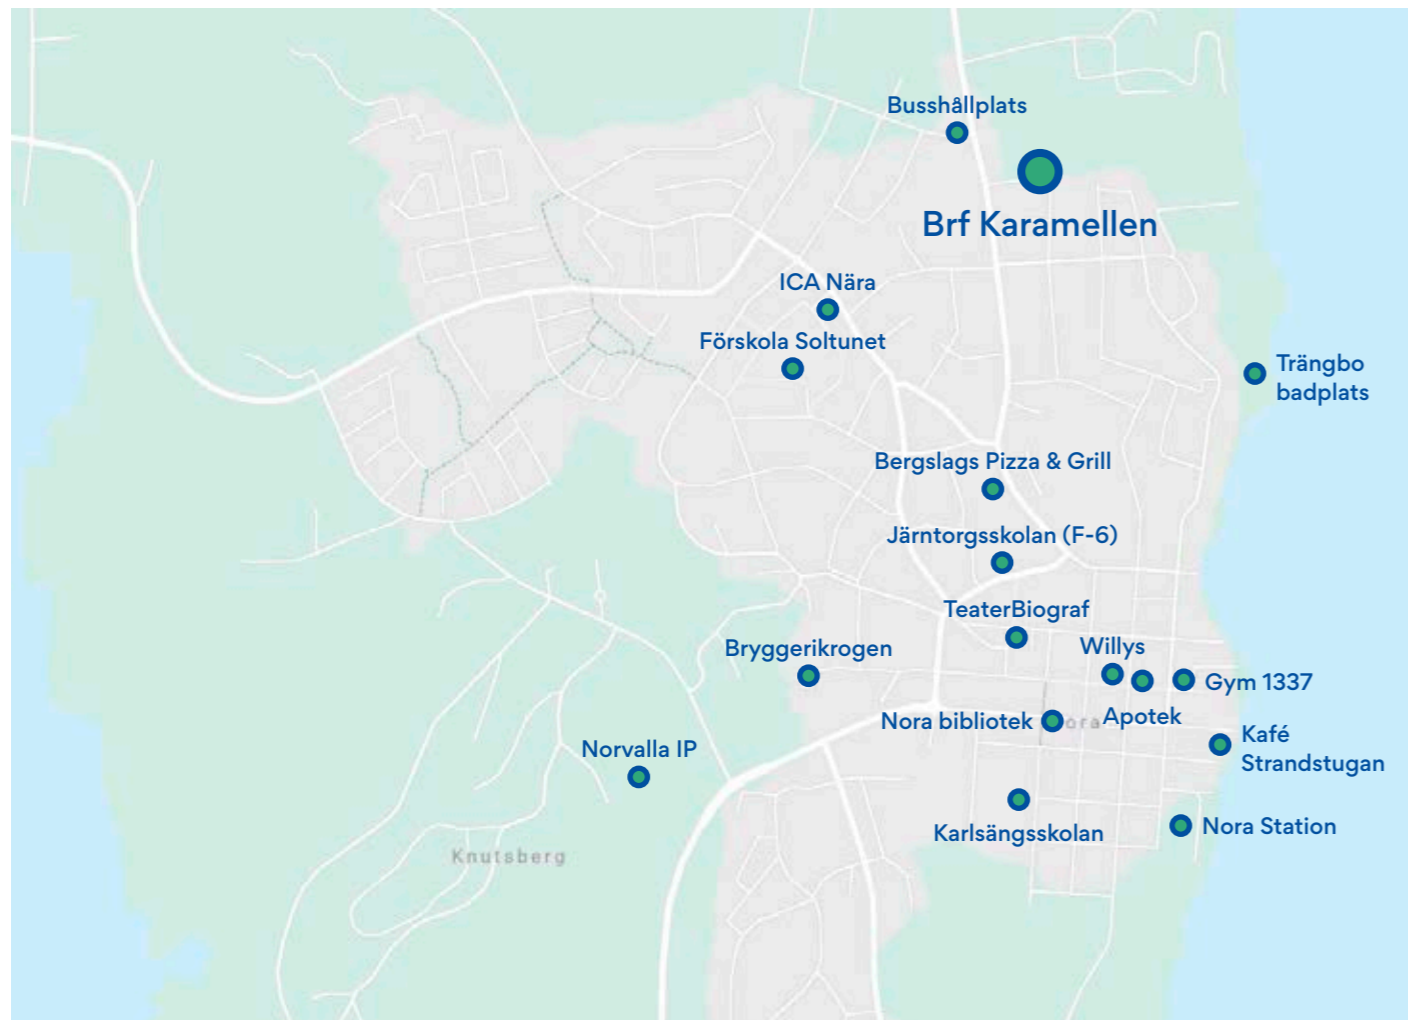 Busshållplats
Brf Karamellen
ICA Nära
Förskola Soltunet
Trängbo
badplats
Bergslags Pizza & Grill
Järntorgsskolan (F-6)
TeaterBiograf
Willys
Bryggerikrogen
Gym 1337
Apotek
Nora bibliotek
ora
Kafé
Strandstugan
Norvalla IP
Karlsängsskolan
Nora Station
Knutsberg